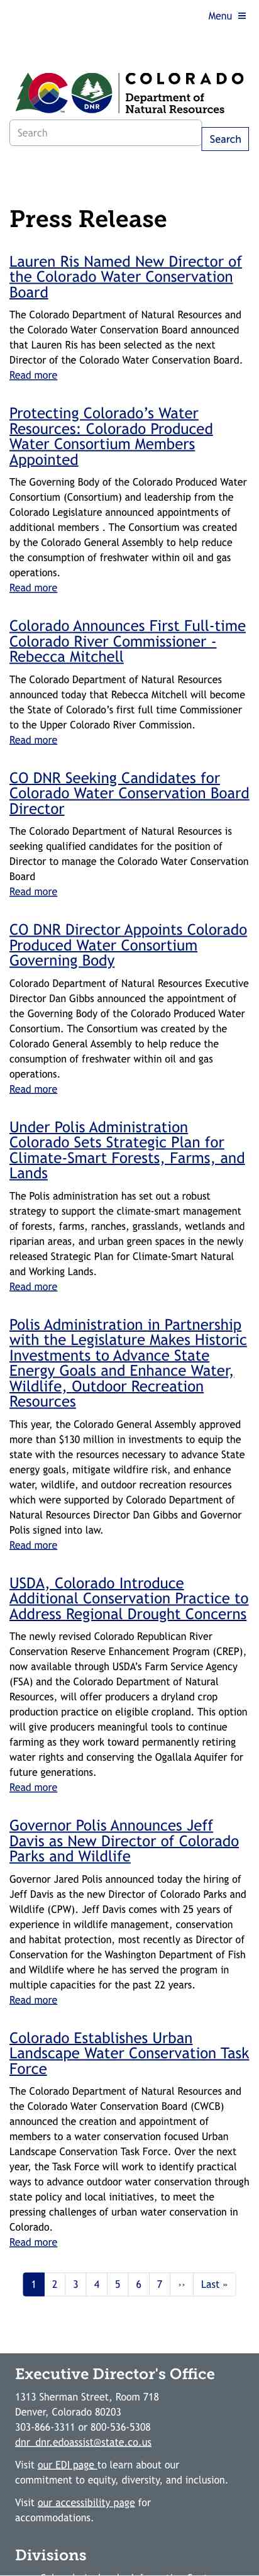 Menu ≡
CO
DNR
COLORADO
Department of
Natural Resources
Search
Search
Press Release
Lauren Ris Named New Director of
the Colorado Water Conservation
Board
The Colorado Department of Natural Resources and
the Colorado Water Conservation Board announced
that Lauren Ris has been selected as the next
Director of the Colorado Water Conservation Board.
Read more
Protecting Colorado’s Water
Resources: Colorado Produced
Water Consortium Members
Appointed
The Governing Body of the Colorado Produced Water
Consortium (Consortium) and leadership from the
Colorado Legislature announced appointments of
additional members . The Consortium was created
by the Colorado General Assembly to help reduce
the consumption of freshwater within oil and gas
operations.
Read more
Colorado Announces First Full-time
Colorado River Commissioner -
Rebecca Mitchell
The Colorado Department of Natural Resources
announced today that Rebecca Mitchell will become
the State of Colorado’s first full time Commissioner
to the Upper Colorado River Commission.
Read more
CO DNR Seeking Candidates for
Colorado Water Conservation Board
Director
The Colorado Department of Natural Resources is
seeking qualified candidates for the position of
Director to manage the Colorado Water Conservation
Board
Read more
CO DNR Director Appoints Colorado
Produced Water Consortium
Governing Body
Colorado Department of Natural Resources Executive
Director Dan Gibbs announced the appointment of
the Governing Body of the Colorado Produced Water
Consortium. The Consortium was created by the
Colorado General Assembly to help reduce the
consumption of freshwater within oil and gas
operations.
Read more
Under Polis Administration
Colorado Sets Strategic Plan for
Climate-Smart Forests, Farms, and
Lands
The Polis administration has set out a robust
strategy to support the climate-smart management
of forests, farms, ranches, grasslands, wetlands and
riparian areas, and urban green spaces in the newly
released Strategic Plan for Climate-Smart Natural
and Working Lands.
Read more
Polis Administration in Partnership
with the Legislature Makes Historic
Investments to Advance State
Energy Goals and Enhance Water,
Wildlife, Outdoor Recreation
Resources
This year, the Colorado General Assembly approved
more than $130 million in investments to equip the
state with the resources necessary to advance State
energy goals, mitigate wildfire risk, and enhance
water, wildlife, and outdoor recreation resources
which were supported by Colorado Department of
Natural Resources Director Dan Gibbs and Governor
Polis signed into law.
Read more
USDA, Colorado Introduce
Additional Conservation Practice to
Address Regional Drought Concerns
The newly revised Colorado Republican River
Conservation Reserve Enhancement Program (CREP),
now available through USDA’s Farm Service Agency
(FSA) and the Colorado Department of Natural
Resources, will offer producers a dryland crop
production practice on eligible cropland. This option
will give producers meaningful tools to continue
farming as they work toward permanently retiring
water rights and conserving the Ogallala Aquifer for
future generations.
Read more
Governor Polis Announces Jeff
Davis as New Director of Colorado
Parks and Wildlife
Governor Jared Polis announced today the hiring of
Jeff Davis as the new Director of Colorado Parks and
Wildlife (CPW). Jeff Davis comes with 25 years of
experience in wildlife management, conservation
and habitat protection, most recently as Director of
Conservation for the Washington Department of Fish
and Wildlife where he has served the program in
multiple capacities for the past 22 years.
Read more
Colorado Establishes Urban
Landscape Water Conservation Task
Force
The Colorado Department of Natural Resources and
the Colorado Water Conservation Board (CWCB)
announced the creation and appointment of
members to a water conservation focused Urban
Landscape Conservation Task Force. Over the next
year, the Task Force will work to identify practical
ways to advance outdoor water conservation through
state policy and local initiatives, to meet the
pressing challenges of urban water conservation in
Colorado.
Read more
1 2 3 4 5 6 7 ›› Last »
Executive Director's Office
1313 Sherman Street, Room 718
Denver, Colorado 80203
303-866-3311 or 800-536-5308
dnr_dnr.edoassist@state.co.us
Visit our EDI page to learn about our
commitment to equity, diversity, and inclusion.
Visit our accessibility page for
accommodations.
Divisions